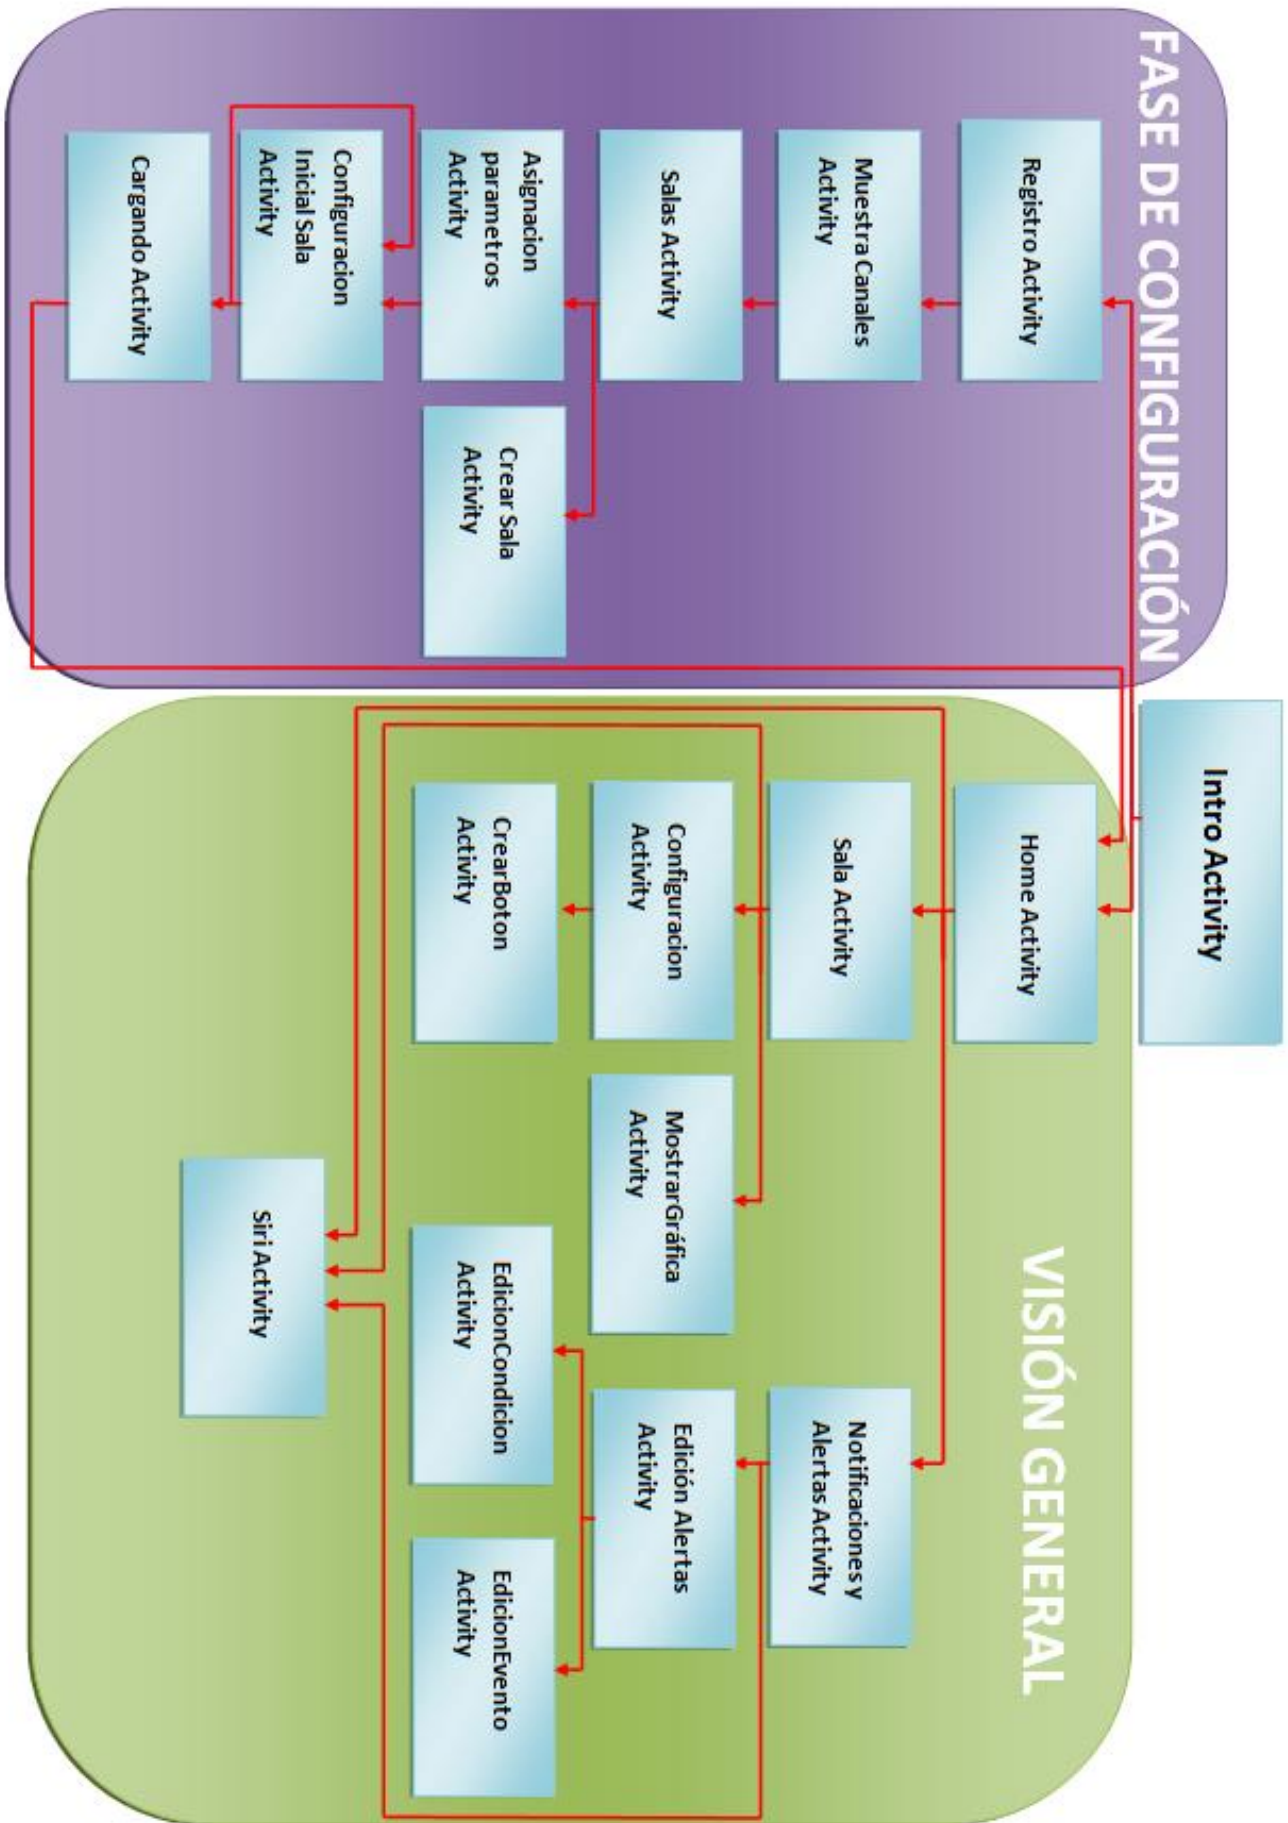 Intro Activity
FASE DE CONFIGURACIÓN
Registro Activity
Muestra Canales
Activity
Salas Activity
Asignacion
parametros
Activity
Crear Sala
Activity
Configuracion
Inicial Sala
Activity
Cargando Activity
VISIÓN GENERAL
Home Activity
Sala Activity
Notificaciones y
Alertas Activity
Configuracion
Activity
MostrarGráfica
Activity
Edición Alertas
Activity
CrearBoton
Activity
EdicionCondicion
Activity
EdicionEvento
Activity
Siri Activity